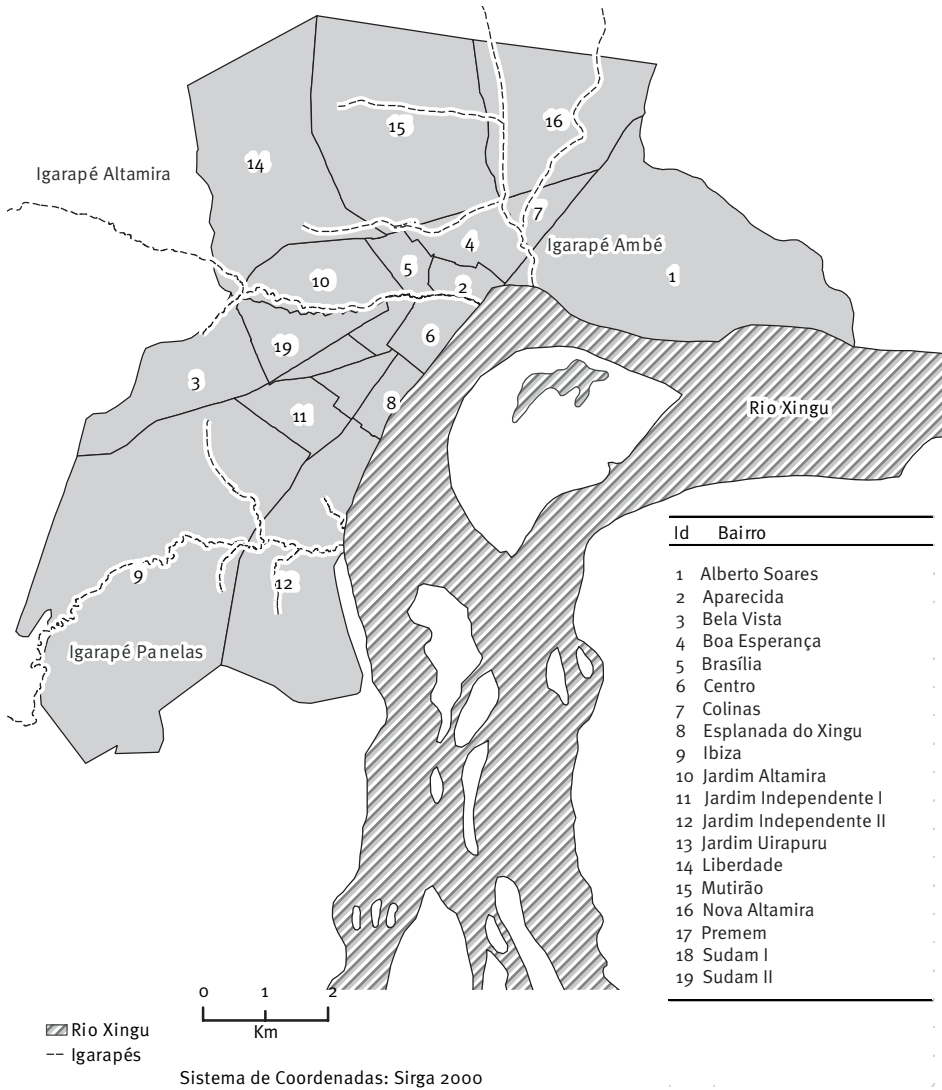 16
15
14
Igarapé Altamira
7
4
Igarapé Ambé
5
1
10
2
6
19
3
8
Rio Xingu
11
9
12
Igarapé Panelas
Id Bairro
1 Alberto Soares
2 Aparecida
3 Bela Vista
4 Boa Esperança
5 Brasília
6 Centro
7 Colinas
8 Esplanada do Xingu
9 Ibiza
10 Jardim Altamira
11 Jardim Independente I
12 Jardim Independente II
13 Jardim Uirapuru
14 Liberdade
15 Mutirão
16 Nova Altamira
17 Premem
18 Sudam I
19 Sudam II
0 1 2
Km
Rio Xingu
Igarapés
Sistema de Coordenadas: Sirga 2000